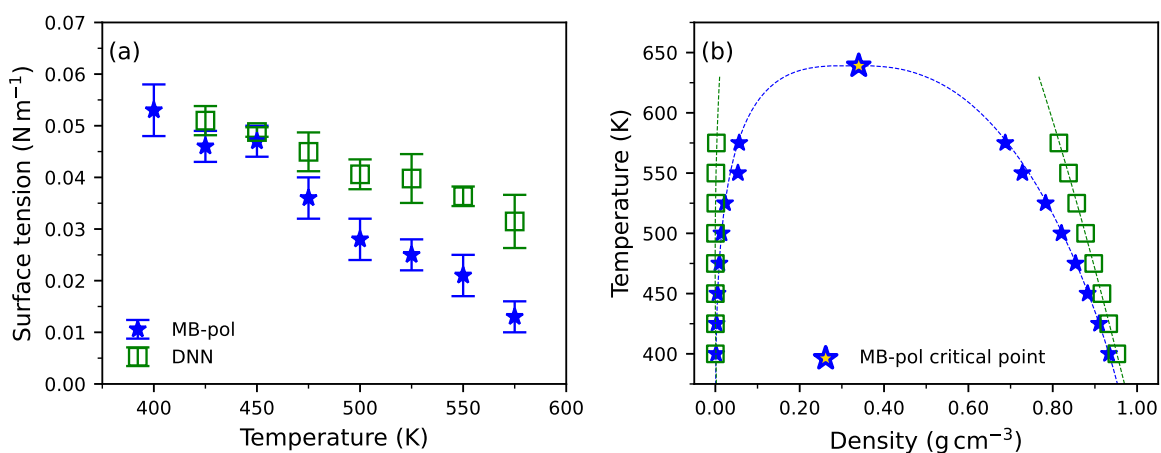 (a)
Surface tension (N m⁻¹)
0.07
0.06
0.05
0.04
0.03
0.02
0.01
0.00
MB-pol
DNN
400
450
500
550
600
Temperature (K)
(b)
Temperature (K)
650
600
550
500
450
400
MB-pol critical point
0.00
0.20
0.40
0.60
0.80
1.00
Density (g cm⁻³)